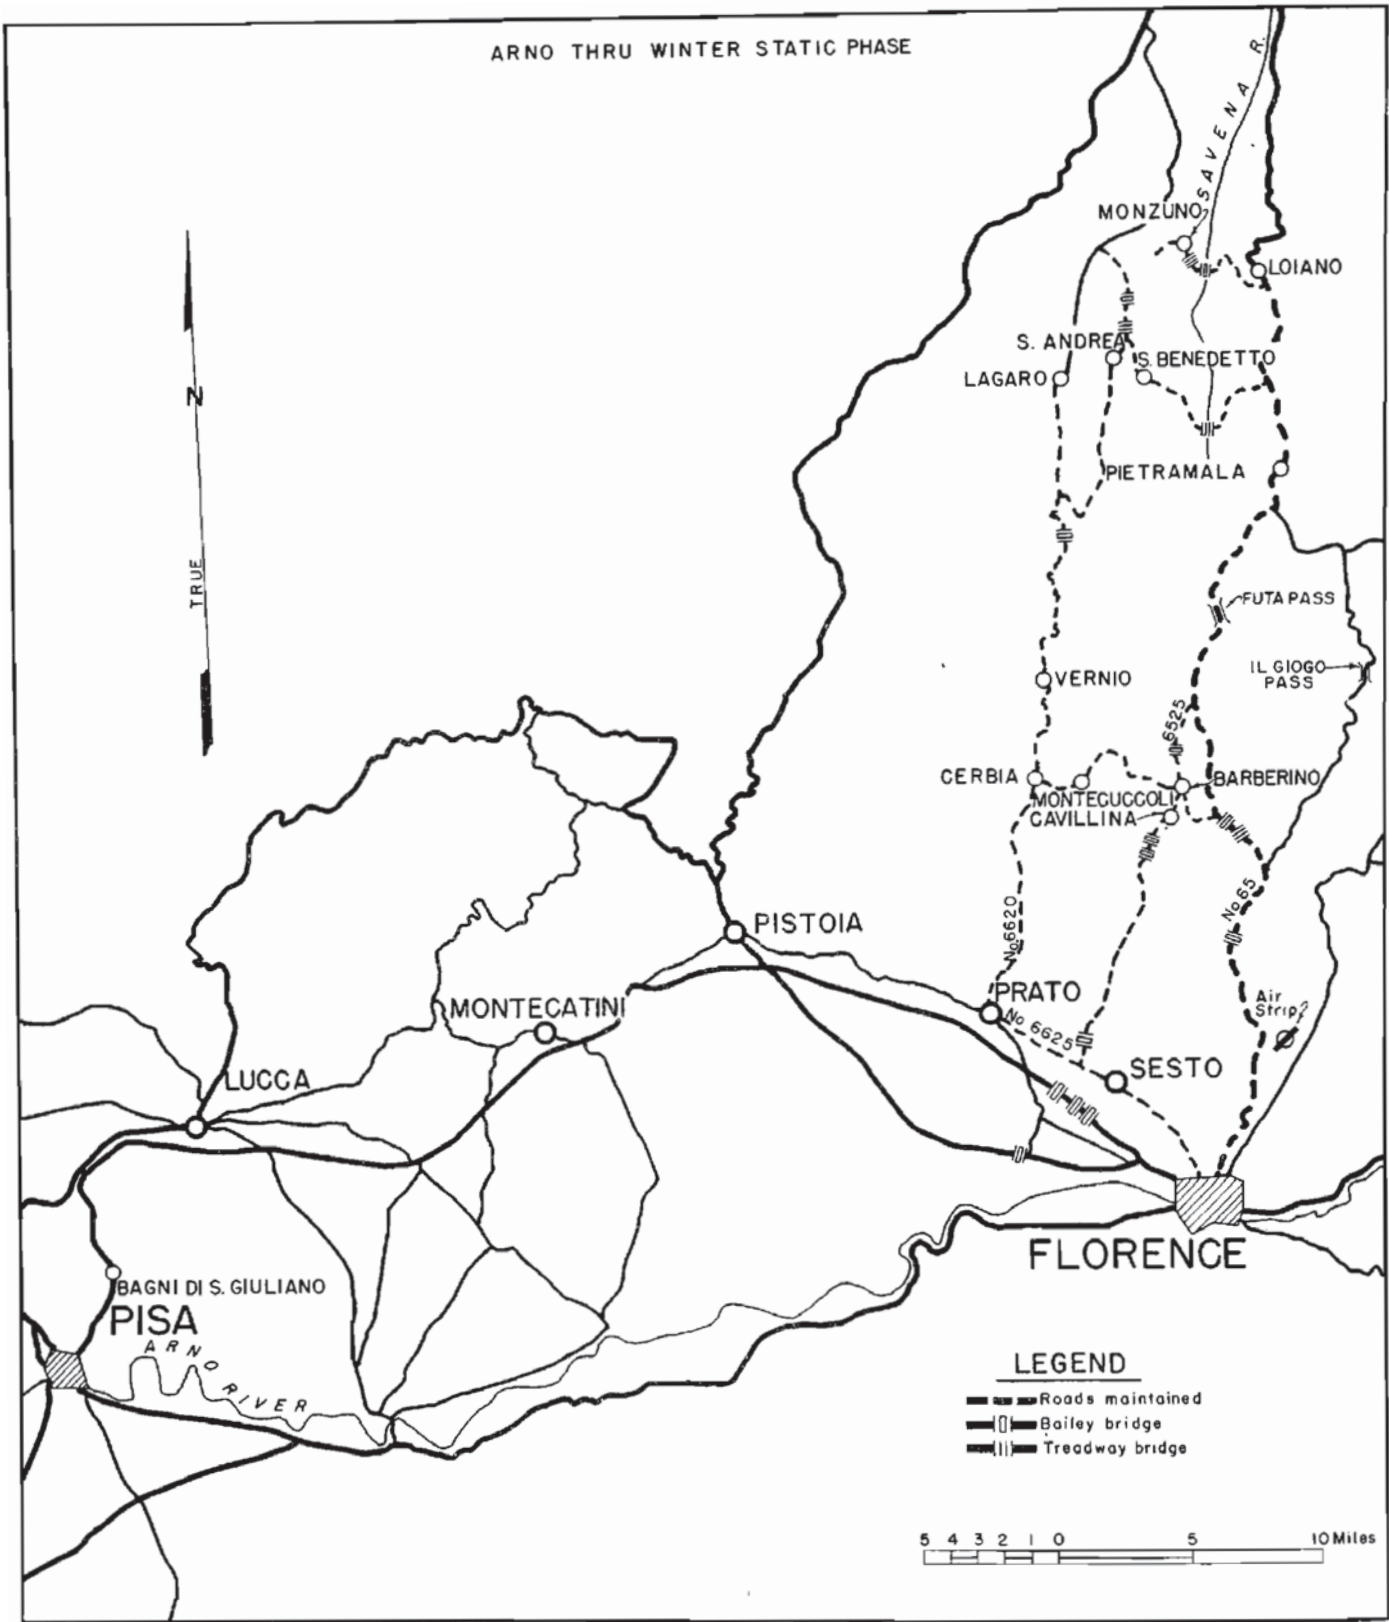 ARNO THRU WINTER STATIC PHASE
SAVENA R.
MONZUNO
LOIANO
S. ANDREA
S. BENEDETTO
LAGARO
N
PIETRAMALA
TRUE
FUTA PASS
IL GIOGO
PASS
VERNIO
6525
CERBIA
BARBERINO
MONTECUCCOLI
CAVILLINA
No 65
No. 6620
PISTOIA
PRATO
Air
Strip?
MONTECATINI
No 6625
SESTO
LUCCA
FLORENCE
BAGNI DI S. GIULIANO
PISA
ARNO RIVER
LEGEND
Roads maintained
Bailey bridge
Treadway bridge
5 4 3 2 1 0 5 10 Miles